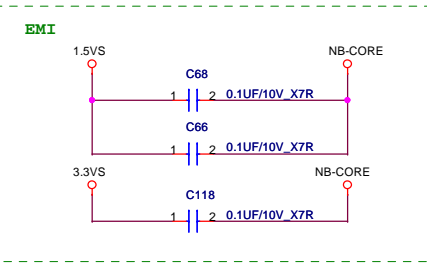 EMI
1.5VS NB-CORE
C68
1 2 0.1UF/10V_X7R
C66
1 2 0.1UF/10V_X7R
3.3VS NB-CORE
C118
1 2 0.1UF/10V_X7R